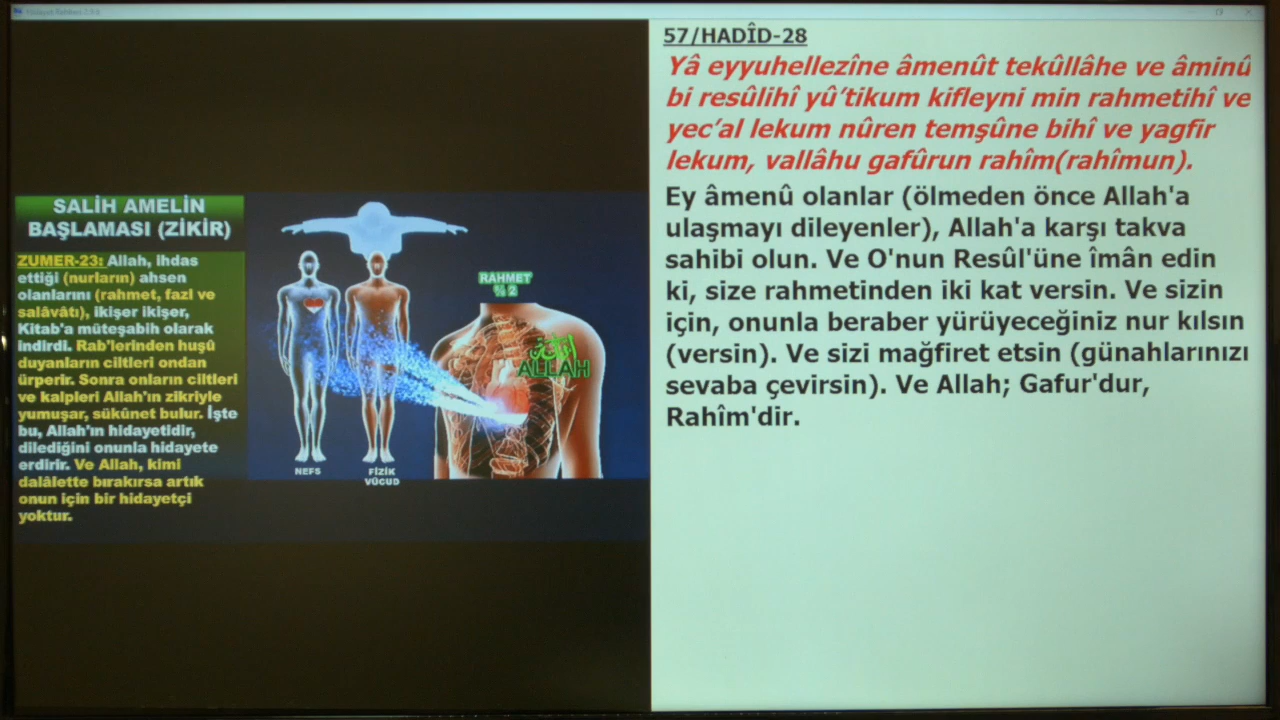 SALİH AMELİN
BAŞLAMASI (ZİKİR)
ZUMER-23: Allah, ihdas
ettiği (nurların) ahsen
olanlarını (rahmet, fazl ve
salâvâtı), ikişer ikişer,
Kitab'a müteşabih olarak
indirdi. Rab'lerinden huşû
duyanların ciltleri ondan
ürperir. Sonra onların ciltleri
ve kalpleri Allah'ın zikriyle
yumuşar, sükûnet bulur. İşte
bu, Allah'ın hidayetidir,
dilediğini onunla hidayete
erdirir. Ve Allah, kimi
dalâlette bırakırsa artık
onun için bir hidayetçi
yoktur.
NEFS
FİZİK
VÜCUD
RAHMET
% 2
ALLAH
57/HADÎD-28
Yâ eyyuhellezîne âmenût tekûllâhe ve âminû
bi resûlihî yû'tikum kifleyni min rahmetihî ve
yec'al lekum nûren temşûne bihî ve yagfir
lekum, vallâhu gafûrun rahîm(rahîmun).
Ey âmenû olanlar (ölmeden önce Allah'a
ulaşmayı dileyenler), Allah'a karşı takva
sahibi olun. Ve O'nun Resûl'üne îmân edin
ki, size rahmetinden iki kat versin. Ve sizin
için, onunla beraber yürüyeceğiniz nur kılsın
(versin). Ve sizi mağfiret etsin (günahlarınızı
sevaba çevirsin). Ve Allah; Gafur'dur,
Rahîm'dir.